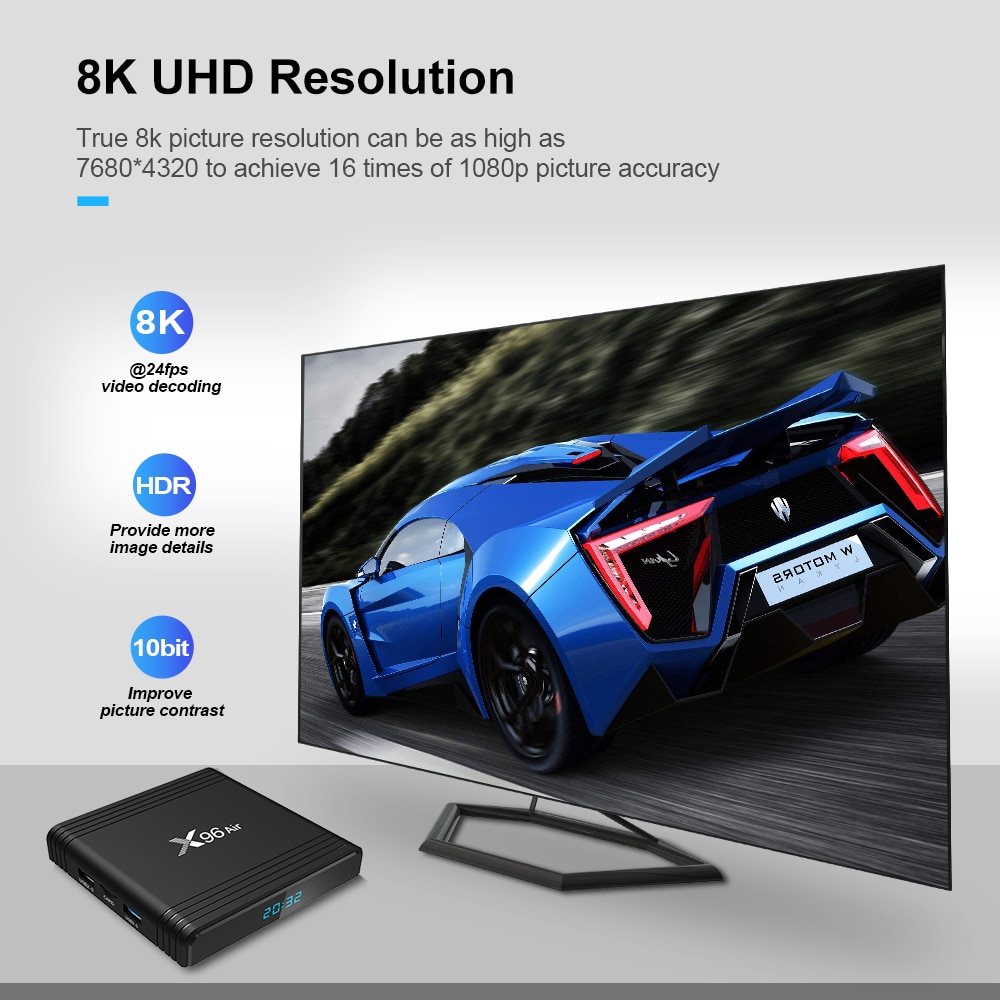 8K UHD Resolution
True 8k picture resolution can be as high as
7680*4320 to achieve 16 times of 1080p picture accuracy
8K
@24fps
video decoding
HDR
Provide more
image details
10bit
Improve
picture contrast
W MOTORS
LYKAN
Lykan
X96 Air
20:32